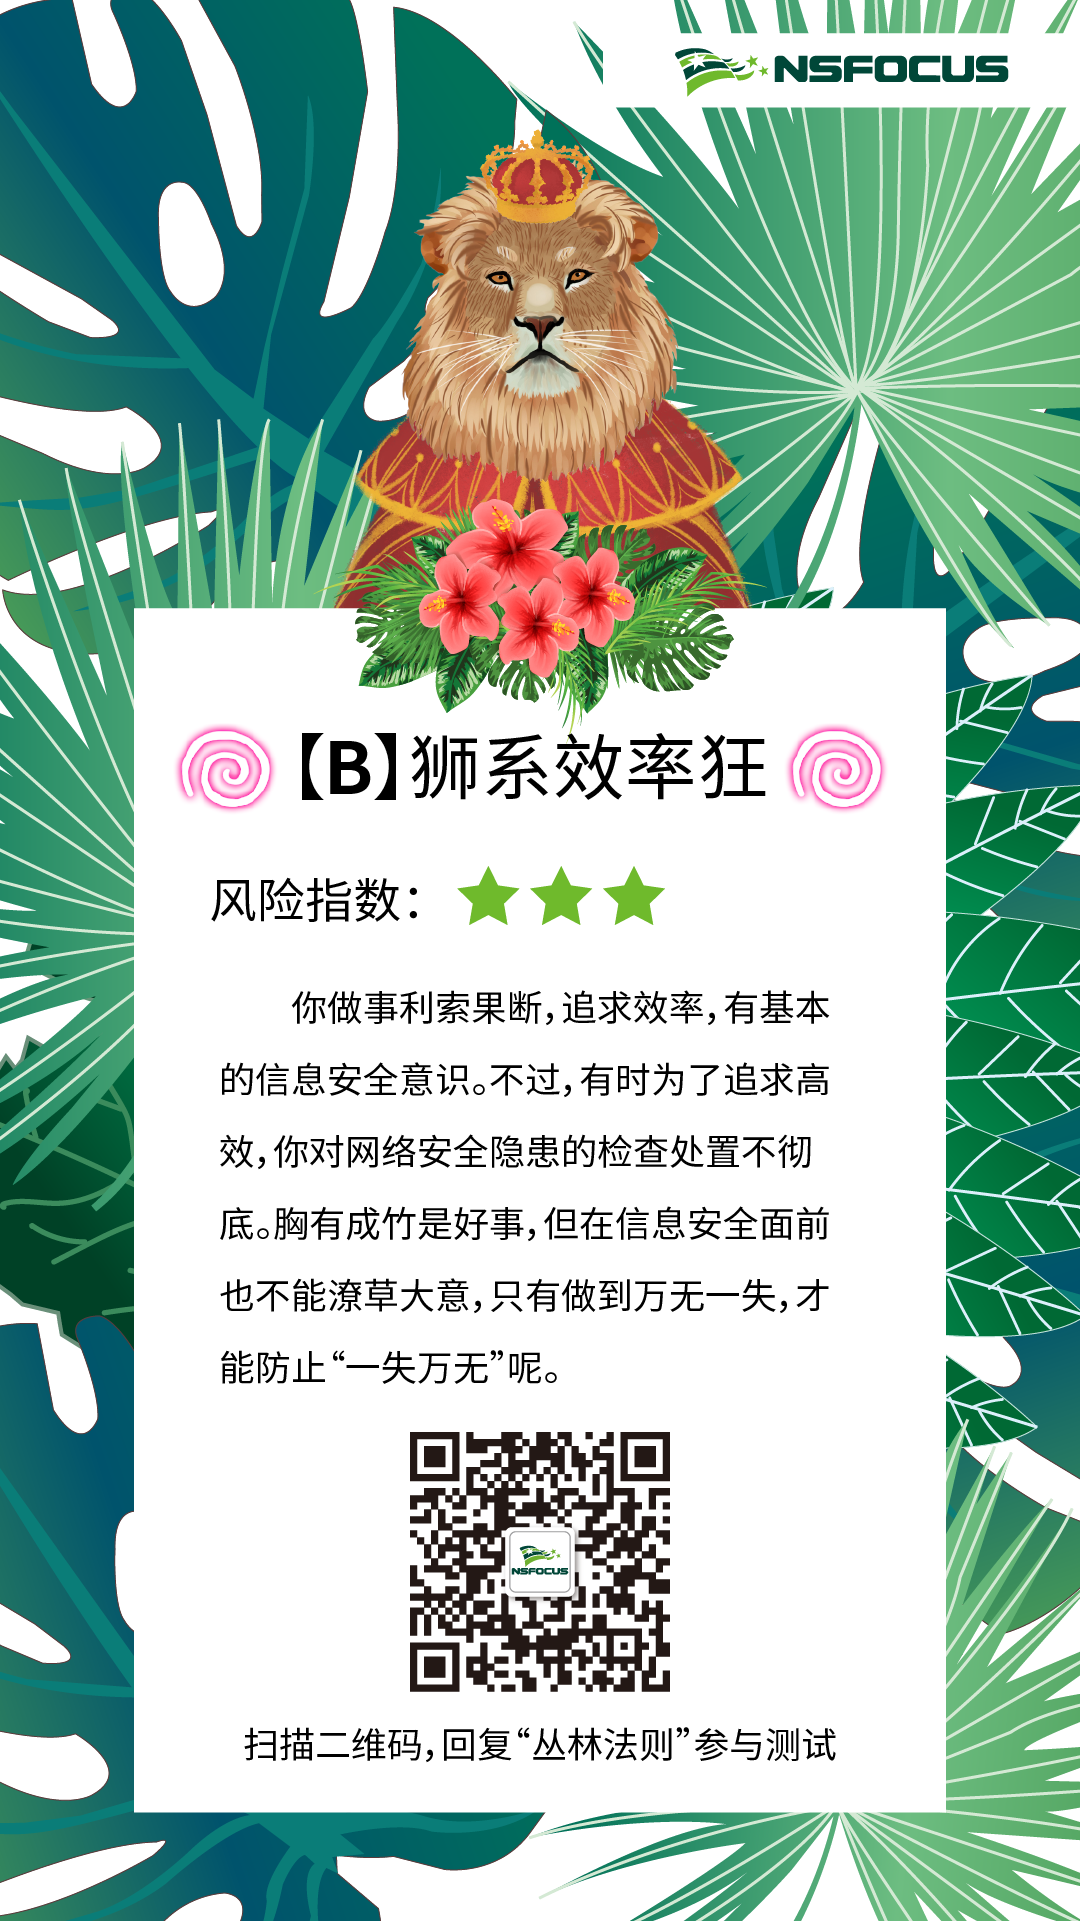 NSFOCUS
【B】狮系效率狂
风险指数：
你做事利索果断，追求效率，有基本
的信息安全意识。不过，有时为了追求高
效，你对网络安全隐患的检查处置不彻
底。胸有成竹是好事，但在信息安全面前
也不能潦草大意，只有做到万无一失，才
能防止“一失万无”呢。
NSFOCUS
扫描二维码，回复“丛林法则”参与测试